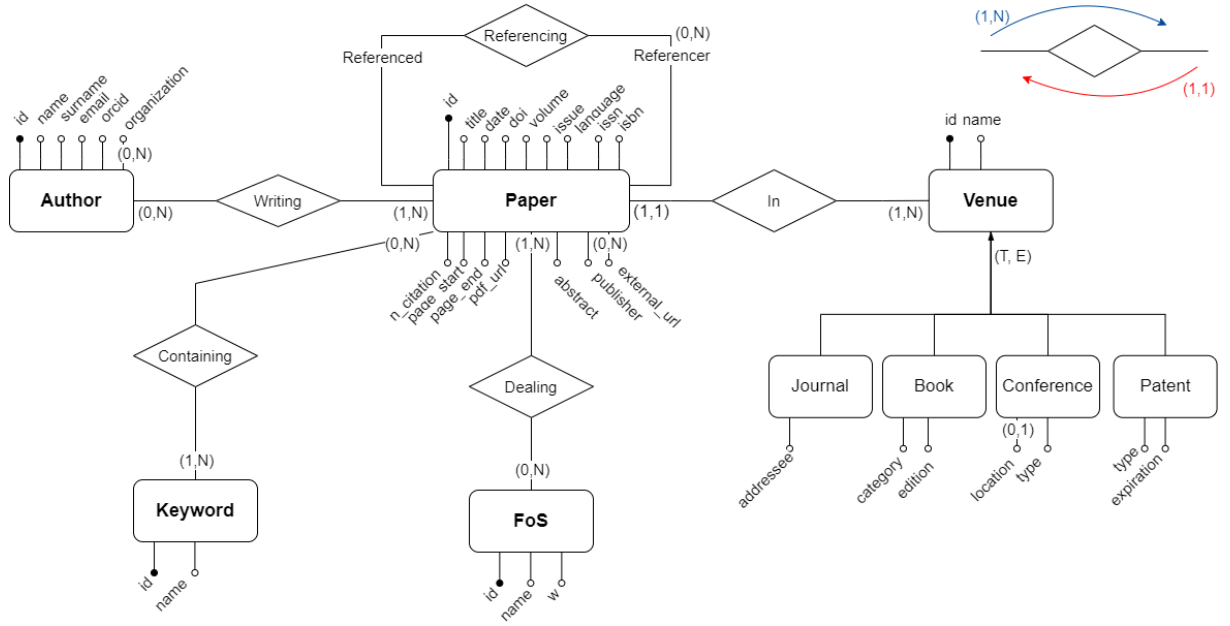 Referencing
(0,N)
Referenced
Referencer
(1,N)
(1,1)
id
name
surname
email
orcid
organization
(0,N)
id
title
date
doi
volume
issue
language
issn
isbn
id name
Author
(0,N)
Writing
(1,N)
Paper
(1,1)
In
(1,N)
Venue
(0,N)
(1,N)
(0,N)
n_citation
page_start
page_end
pdf_url
abstract
publisher
external_url
(T, E)
Containing
Dealing
Journal
Book
Conference
Patent
(0,1)
addressee
category
edition
location
type
type
expiration
(1,N)
(0,N)
Keyword
FoS
id
name
id
name
w